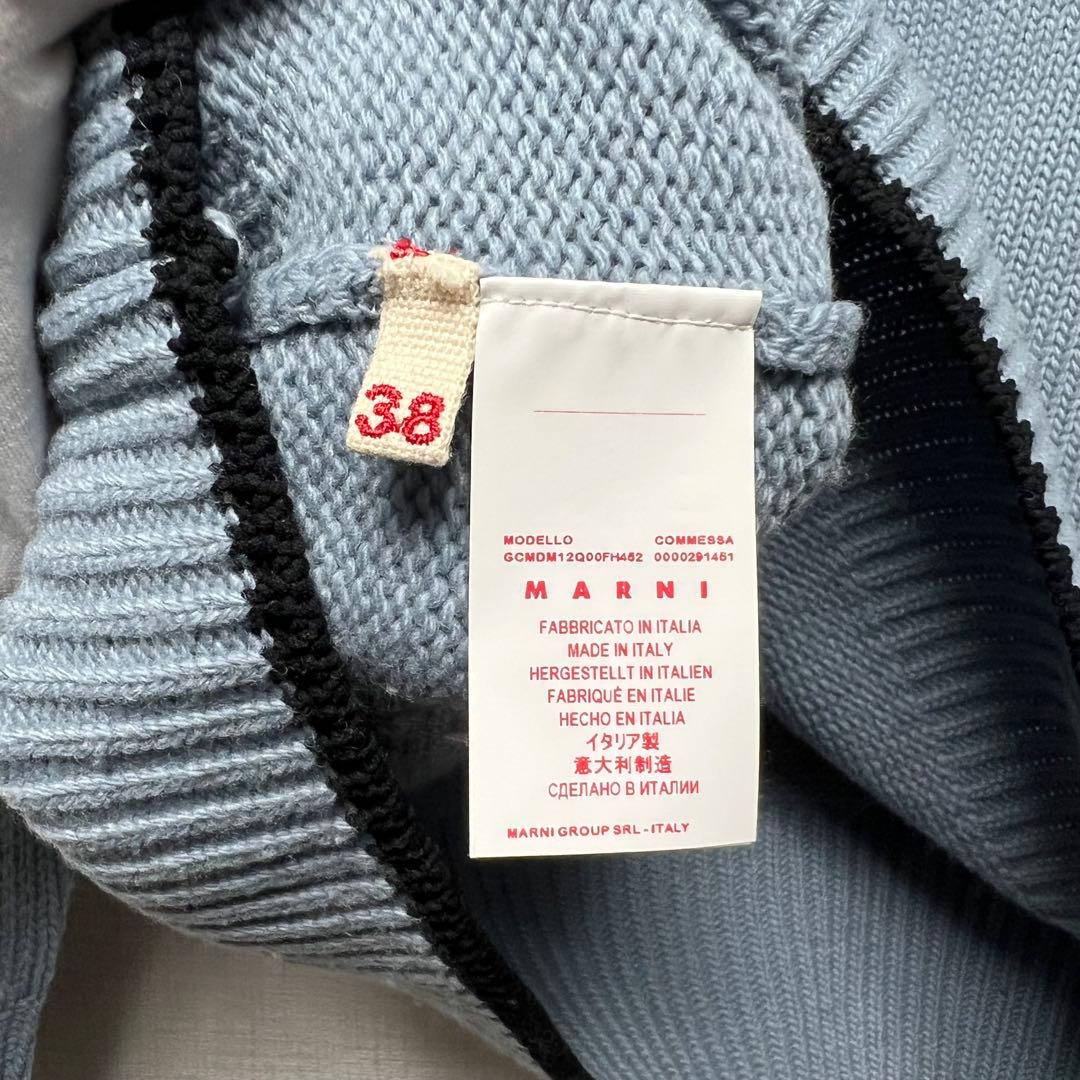 38
MODELLO COMMESSA
GCMDM12Q00FH452 0000291451
MARNI
FABBRICATO IN ITALIA
MADE IN ITALY
HERGESTELLT IN ITALIEN
FABRIQUÉ EN ITALIE
HECHO EN ITALIA
イタリア製
意大利制造
СДЕЛАНО В ИТАЛИИ
MARNI GROUP SRL - ITALY